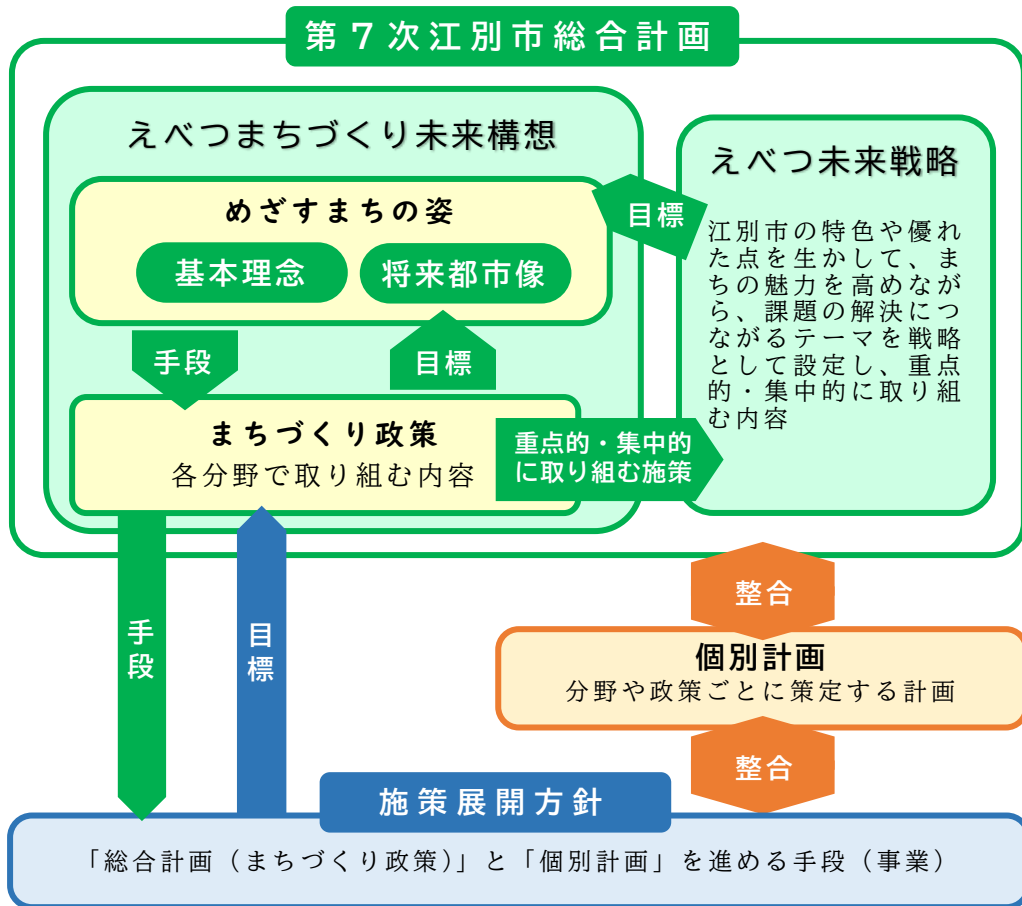 第７次江別市総合計画
えべつまちづくり未来構想
めざすまちの姿
基本理念
将来都市像
手段
目標
まちづくり政策
各分野で取り組む内容
目標
重点的・集中的
に取り組む施策
えべつ未来戦略
江別市の特色や優れ
た点を生かして、ま
ちの魅力を高めなが
ら、課題の解決につ
ながるテーマを戦略
として設定し、重点
的・集中的に取り組
む内容
手段
目標
整合
個別計画
分野や政策ごとに策定する計画
整合
施策展開方針
「総合計画（まちづくり政策）」と「個別計画」を進める手段（事業）